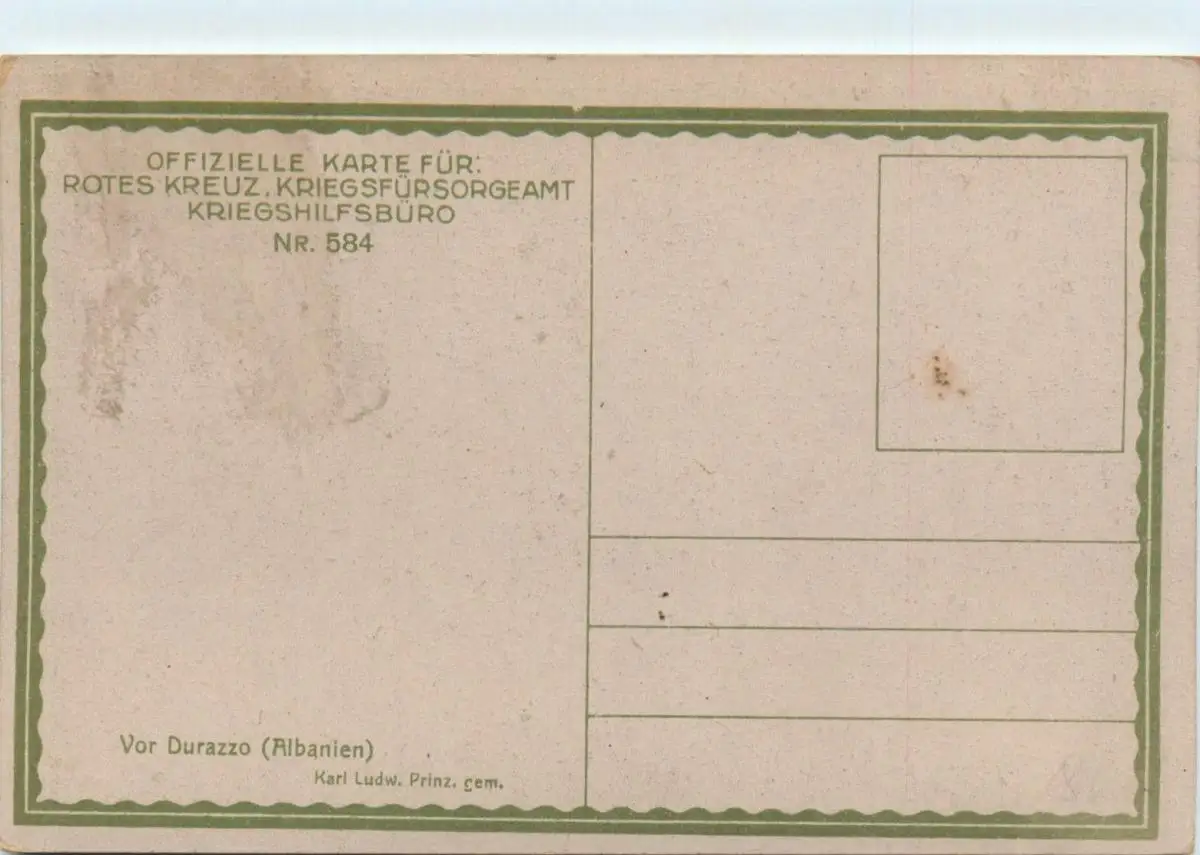 OFFIZIELLE KARTE FÜR:
ROTES KREUZ, KRIEGSFÜRSORGEAMT
KRIEGSHILFSBÜRO
NR. 584
Vor Durazzo (Albanien)
Karl Ludw. Prinz. gem.